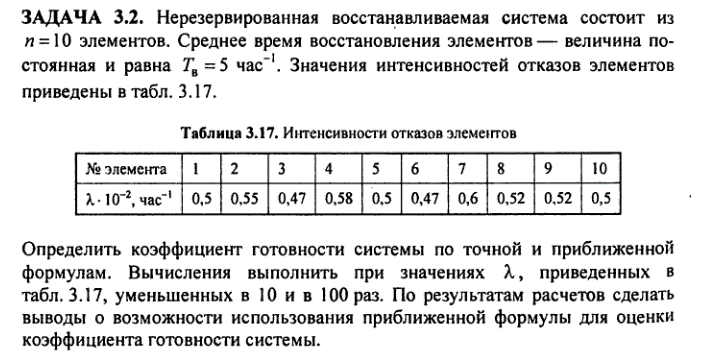 ЗАДАЧА 3.2. Нерезервированная восстанавливаемая система состоит из
n = 10 элементов. Среднее время восстановления элементов — величина по-
стоянная и равна Tв = 5 час⁻¹. Значения интенсивностей отказов элементов
приведены в табл. 3.17.
Таблица 3.17. Интенсивности отказов элементов
№ элемента 1 2 3 4 5 6 7 8 9 10
λ · 10⁻², час⁻¹ 0,5 0,55 0,47 0,58 0,5 0,47 0,6 0,52 0,52 0,5
Определить коэффициент готовности системы по точной и приближенной
формулам. Вычисления выполнить при значениях λ, приведенных в
табл. 3.17, уменьшенных в 10 и в 100 раз. По результатам расчетов сделать
выводы о возможности использования приближенной формулы для оценки
коэффициента готовности системы.